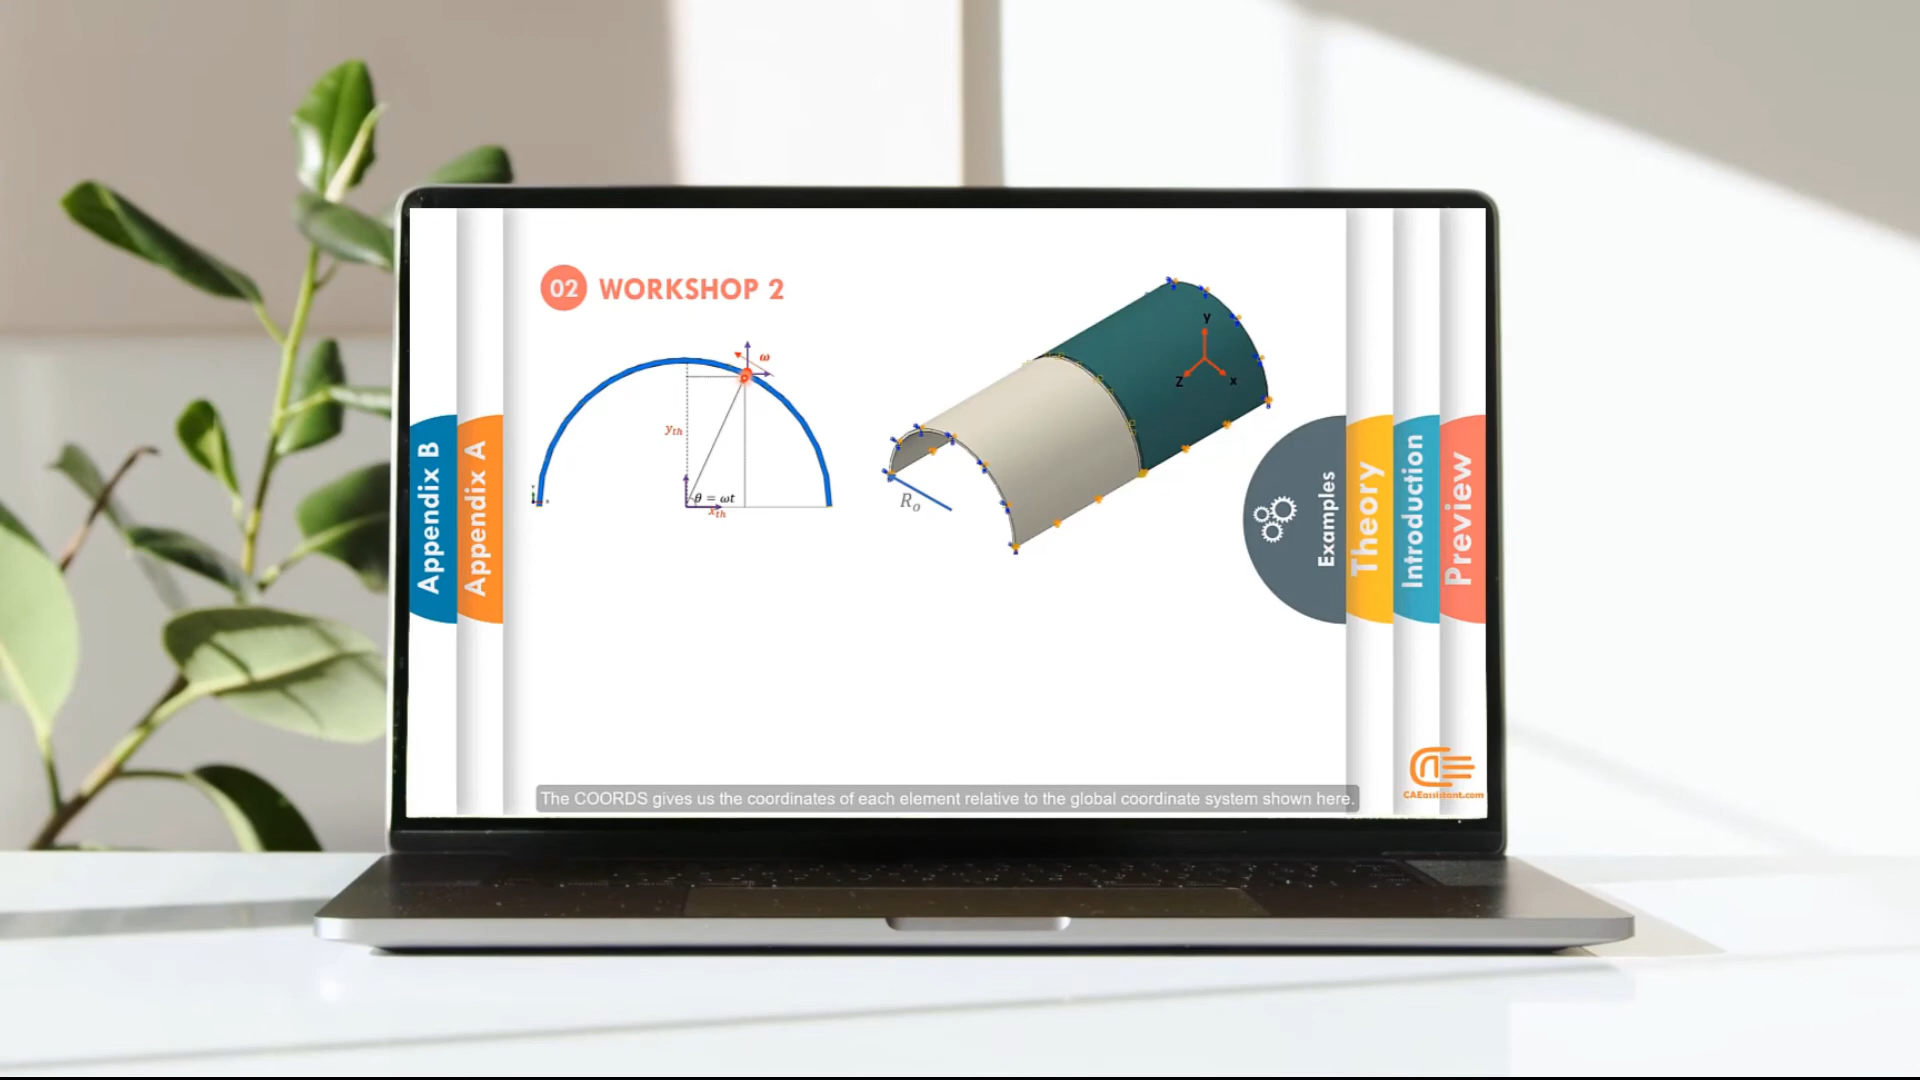 02 WORKSHOP 2
ω
y_th
θ = ωt
x_th
y
z
x
R_o
Appendix B
Appendix A
Examples
Theory
Introduction
Preview
CAEassistant.com
The COORDS gives us the coordinates of each element relative to the global coordinate system shown here.